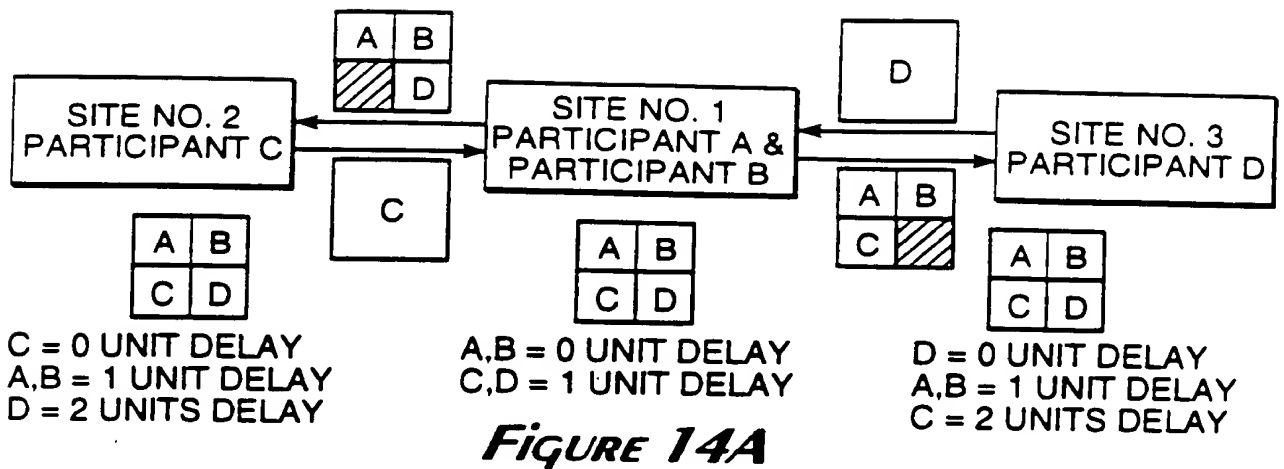 A B
D
D
SITE NO. 2
PARTICIPANT C
SITE NO. 1
PARTICIPANT A &
PARTICIPANT B
SITE NO. 3
PARTICIPANT D
C
A B
C
A B
C D
C = 0 UNIT DELAY
A,B = 1 UNIT DELAY
D = 2 UNITS DELAY
A B
C D
A,B = 0 UNIT DELAY
C,D = 1 UNIT DELAY
A B
C D
D = 0 UNIT DELAY
A,B = 1 UNIT DELAY
C = 2 UNITS DELAY
FIGURE 14A